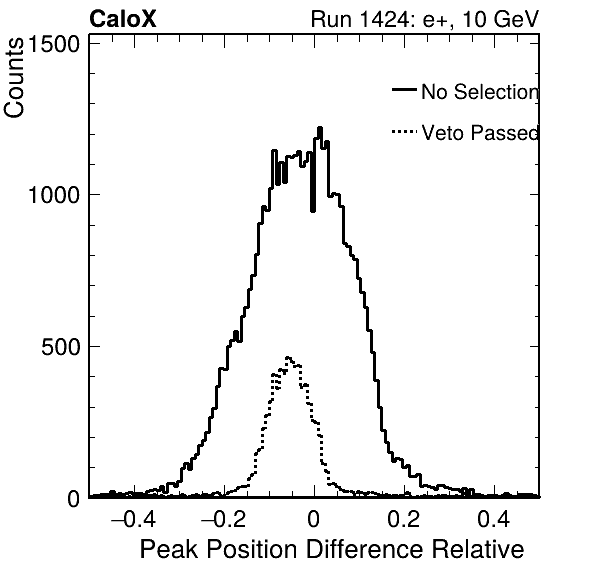 CaloX Run 1424: e+, 10 GeV
Counts
1500
1000
500
0
No Selection
Veto Passed
−0.4 −0.2 0 0.2 0.4
Peak Position Difference Relative